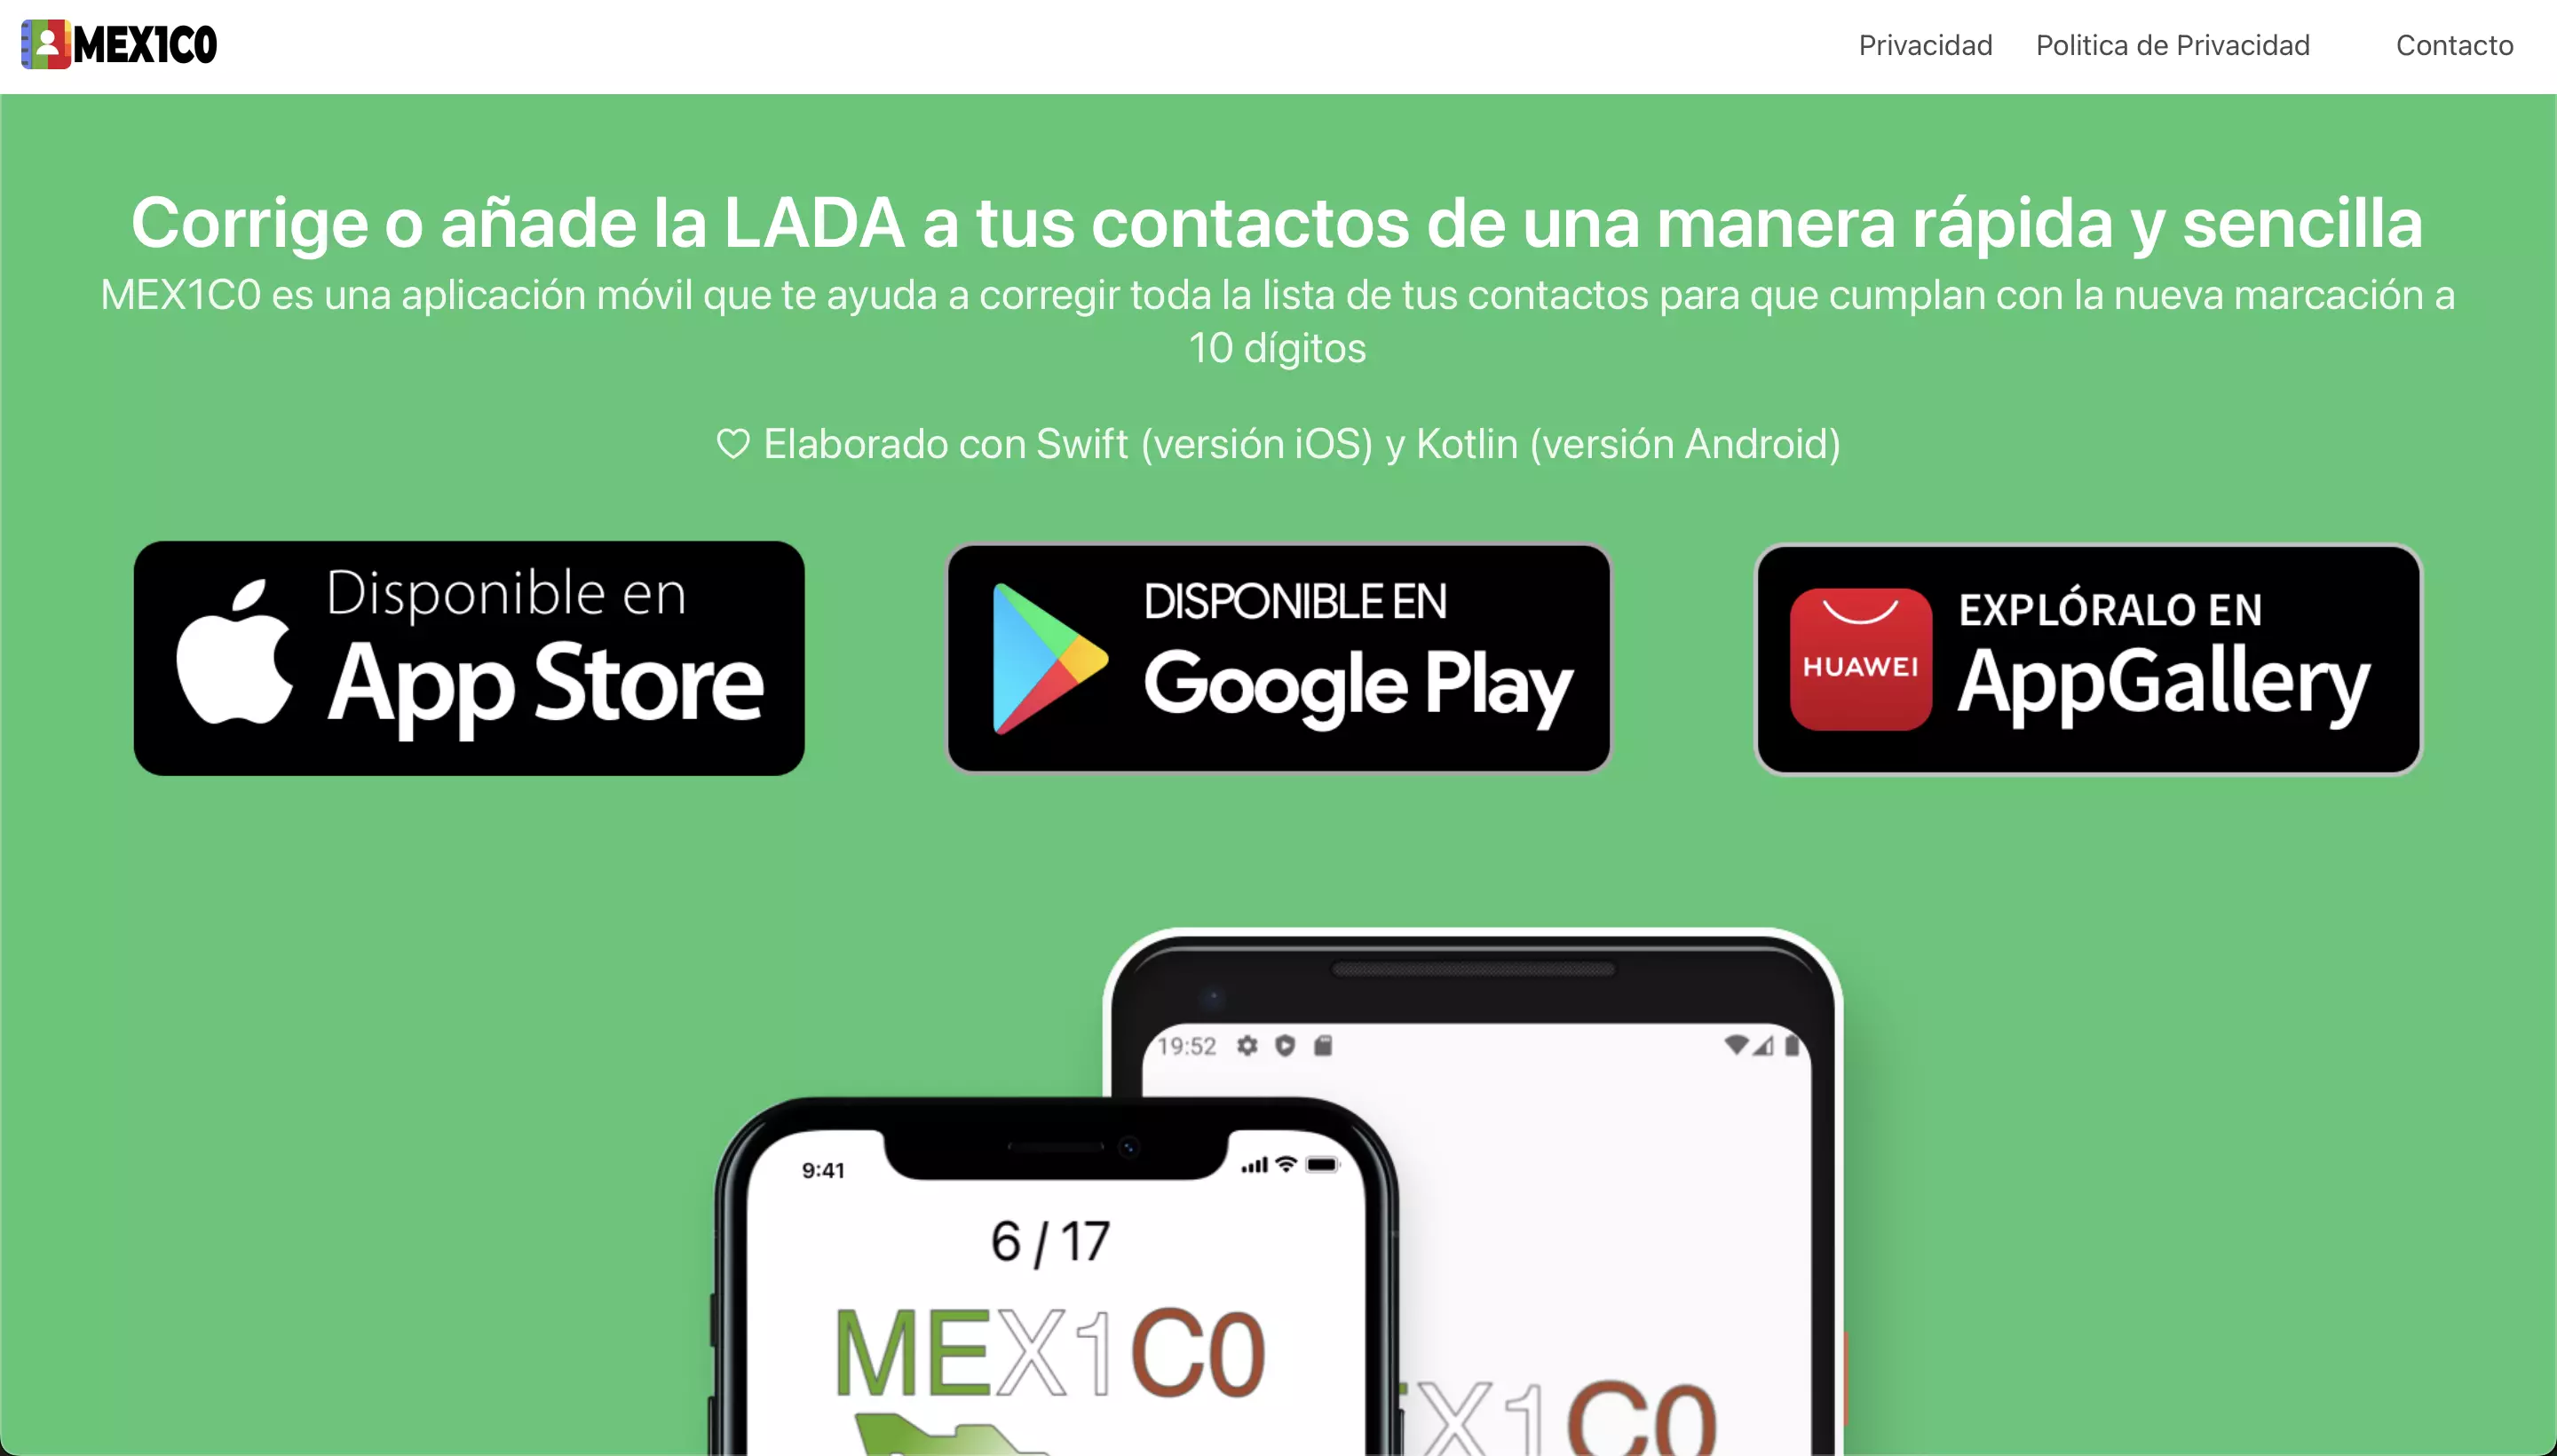 MEX1C0
Privacidad
Politica de Privacidad
Contacto
Corrige o añade la LADA a tus contactos de una manera rápida y sencilla
MEX1C0 es una aplicación móvil que te ayuda a corregir toda la lista de tus contactos para que cumplan con la nueva marcación a
10 dígitos
Elaborado con Swift (versión iOS) y Kotlin (versión Android)
Disponible en
App Store
DISPONIBLE EN
Google Play
HUAWEI
EXPLÓRALO EN
AppGallery
19:52
9:41
6 / 17
MEX1C0
X1C0